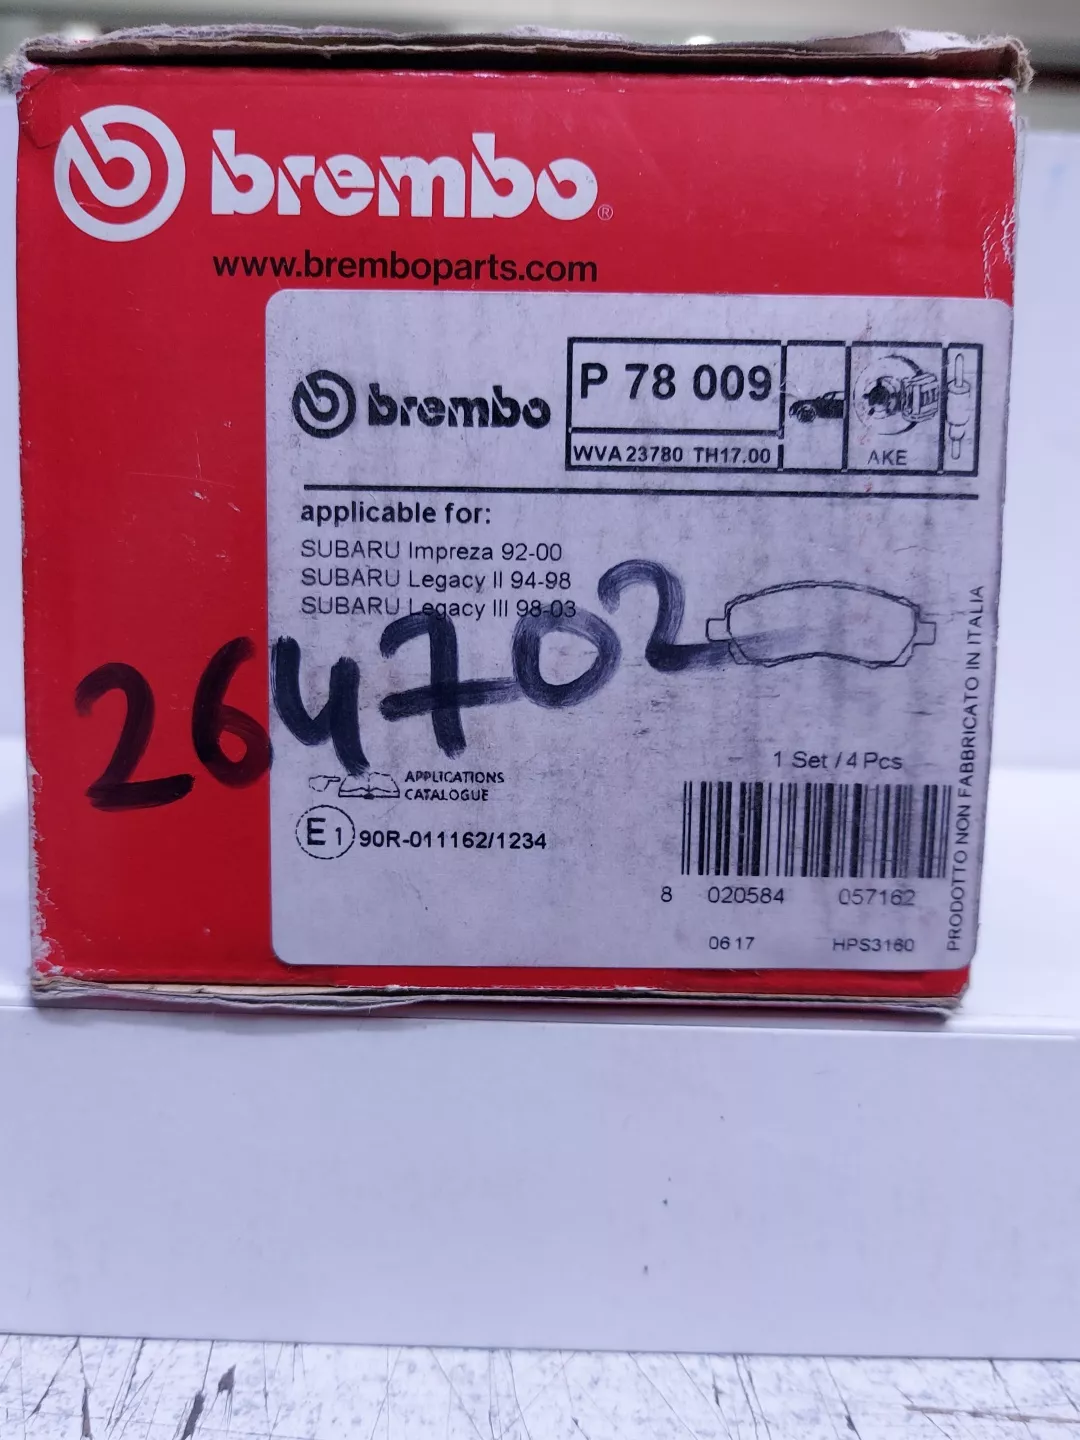 brembo®
www.bremboparts.com
brembo
P 78 009
WVA 23780 TH17.00
AKE
applicable for:
SUBARU Impreza 92-00
SUBARU Legacy II 94-98
SUBARU Legacy III 98-03
264702
1 Set / 4 Pcs
APPLICATIONS
CATALOGUE
E1 90R-011162/1234
8 020584 057162
0617 HPS3160
PRODOTTO NON FABBRICATO IN ITALIA